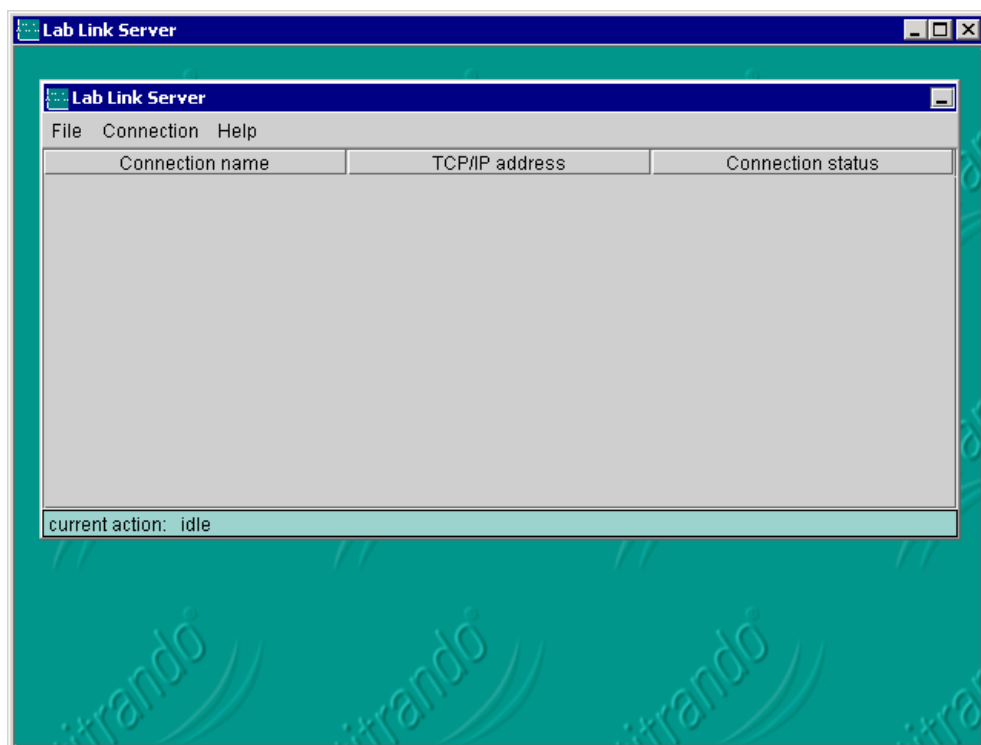 Lab Link Server
Lab Link Server
File Connection Help
Connection name TCP/IP address Connection status
current action: idle